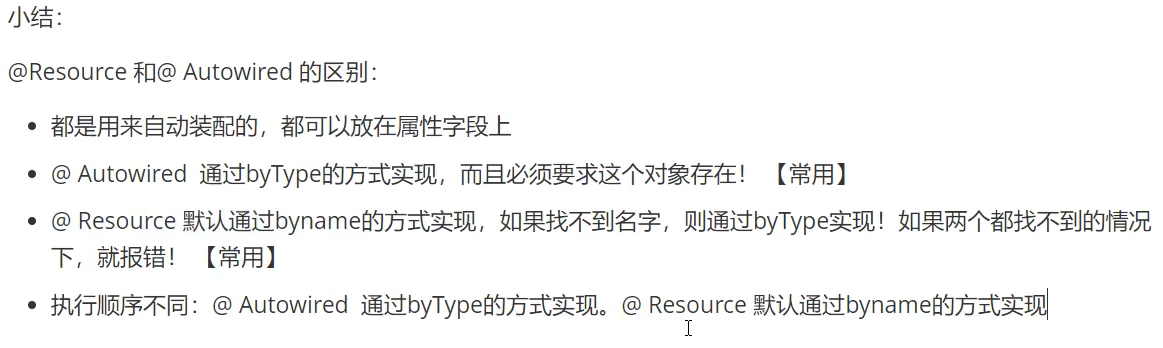 小结：
@Resource 和@ Autowired 的区别：
都是用来自动装配的，都可以放在属性字段上
@ Autowired 通过byType的方式实现，而且必须要求这个对象存在！【常用】
@ Resource 默认通过byname的方式实现，如果找不到名字，则通过byType实现！如果两个都找不到的情况
下，就报错！【常用】
执行顺序不同：@ Autowired 通过byType的方式实现。@ Resource 默认通过byname的方式实现